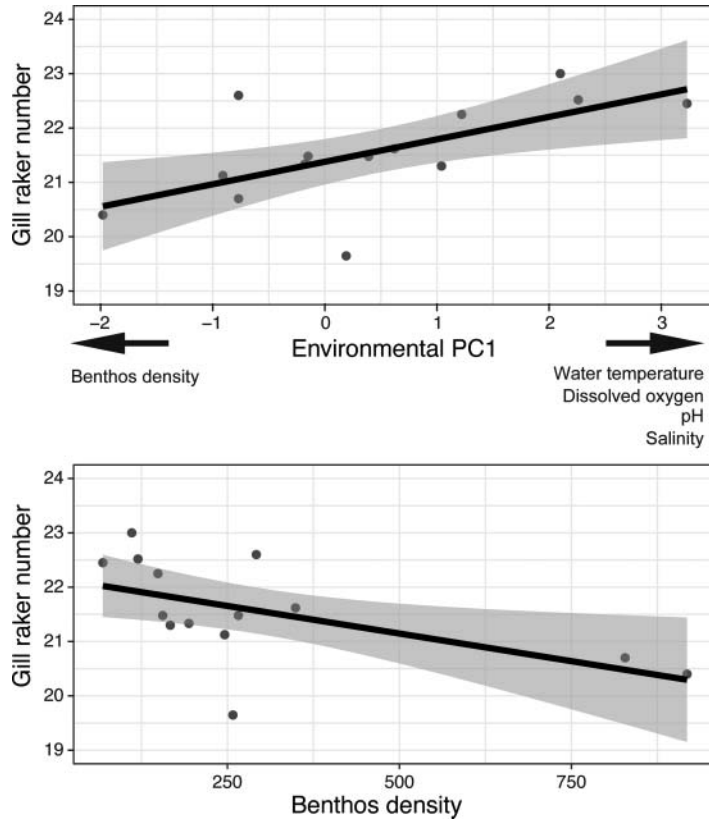 24
23
22
21
20
19
Gill raker number
−2 −1 0 1 2 3
Environmental PC1
Benthos density
Water temperature
Dissolved oxygen
pH
Salinity
24
23
22
21
20
19
Gill raker number
250 500 750
Benthos density